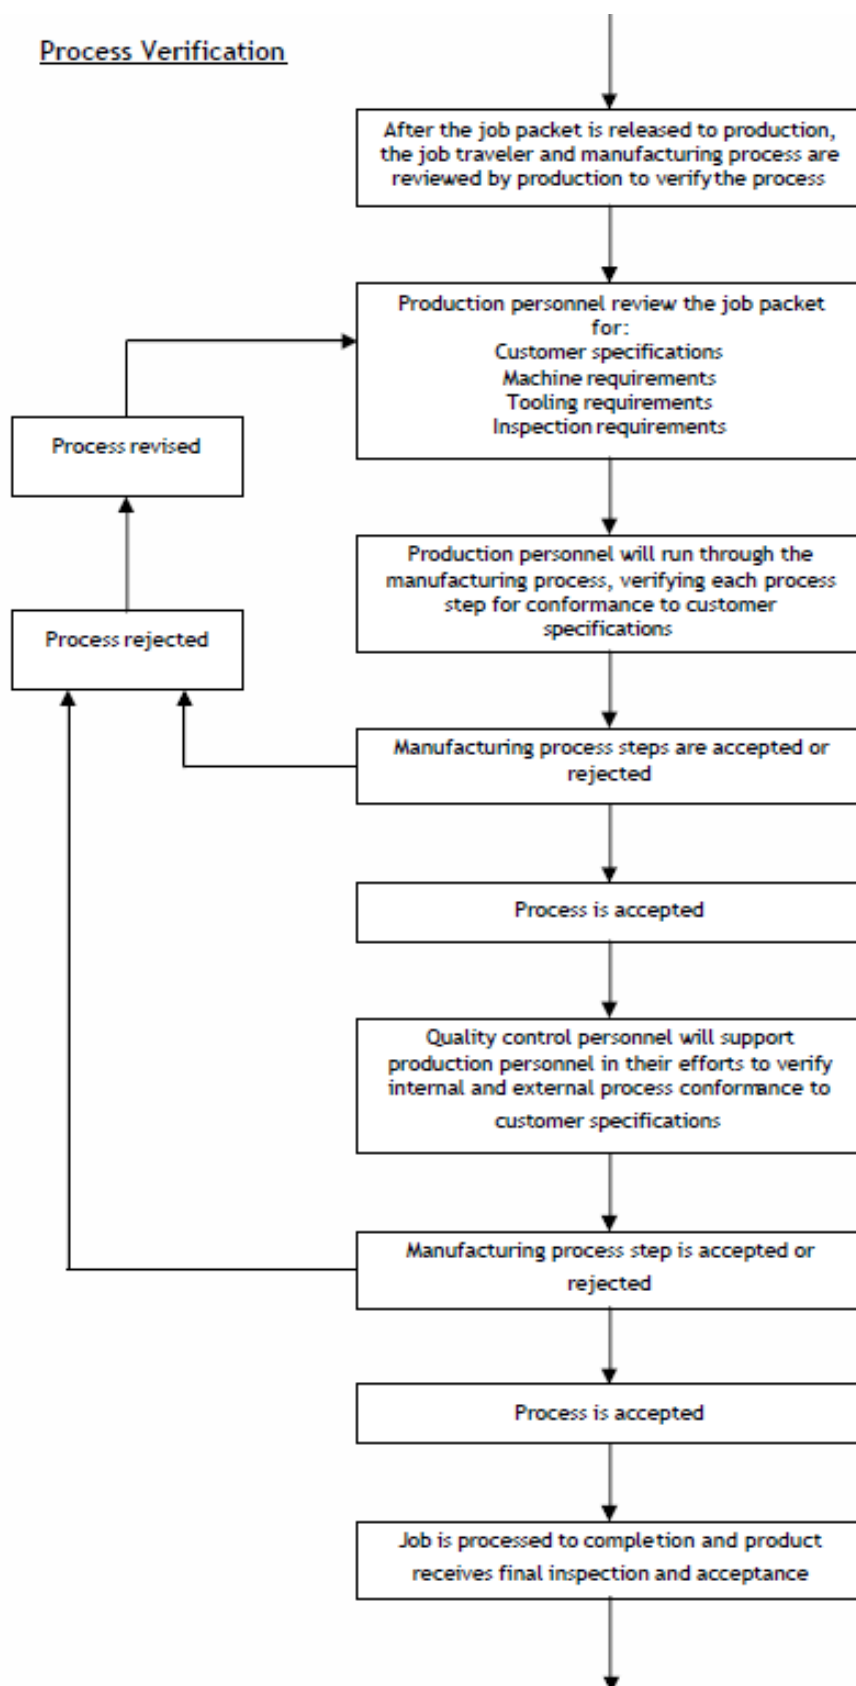 Process Verification
After the job packet is released to production,
the job traveler and manufacturing process are
reviewed by production to verify the process
Production personnel review the job packet
for:
Customer specifications
Machine requirements
Tooling requirements
Inspection requirements
Process revised
Production personnel will run through the
manufacturing process, verifying each process
step for conformance to customer
specifications
Process rejected
Manufacturing process steps are accepted or
rejected
Process is accepted
Quality control personnel will support
production personnel in their efforts to verify
internal and external process conformance to
customer specifications
Manufacturing process step is accepted or
rejected
Process is accepted
Job is processed to completion and product
receives final inspection and acceptance